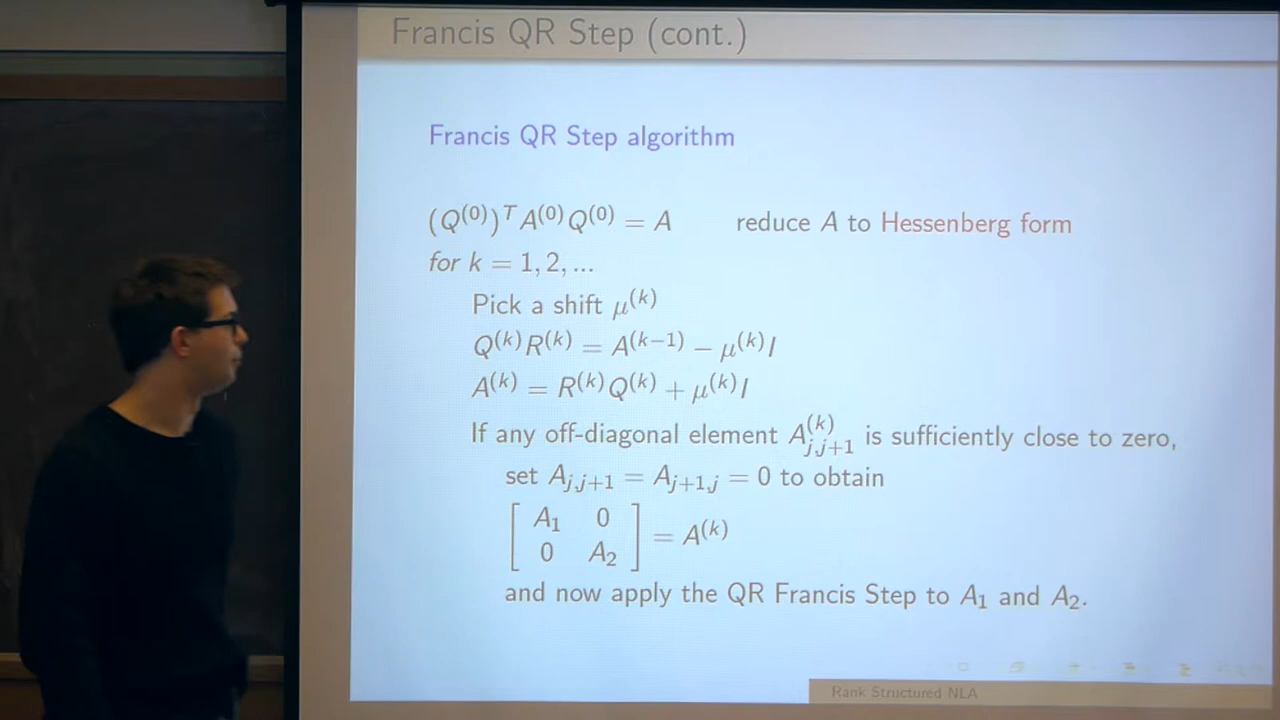 Francis QR Step (cont.)
Francis QR Step algorithm
(Q^{(0)})^T A^{(0)} Q^{(0)} = A reduce A to Hessenberg form
for k = 1, 2, ...
Pick a shift μ^{(k)}
Q^{(k)} R^{(k)} = A^{(k−1)} − μ^{(k)} I
A^{(k)} = R^{(k)} Q^{(k)} + μ^{(k)} I
If any off-diagonal element A^{(k)}_{j,j+1} is sufficiently close to zero,
set A_{j,j+1} = A_{j+1,j} = 0 to obtain
[ A_1 0
0 A_2 ] = A^{(k)}
and now apply the QR Francis Step to A_1 and A_2.
Rank Structured NLA